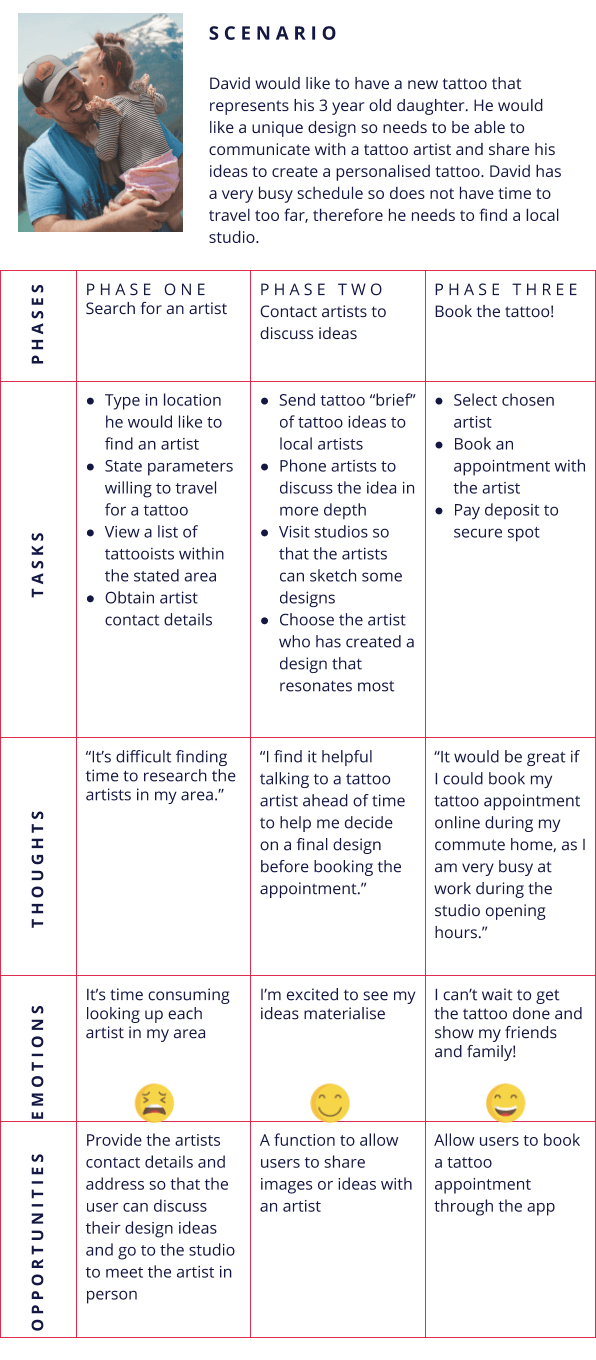 SCENARIO
David would like to have a new tattoo that
represents his 3 year old daughter. He would
like a unique design so needs to be able to
communicate with a tattoo artist and share his
ideas to create a personalised tattoo. David has
a very busy schedule so does not have time to
travel too far, therefore he needs to find a local
studio.
PHASES
PHASE ONE
Search for an artist
PHASE TWO
Contact artists to
discuss ideas
PHASE THREE
Book the tattoo!
TASKS
● Type in location
he would like to
find an artist
● State parameters
willing to travel
for a tattoo
● View a list of
tattooists within
the stated area
● Obtain artist
contact details
● Send tattoo “brief”
of tattoo ideas to
local artists
● Phone artists to
discuss the idea in
more depth
● Visit studios so
that the artists
can sketch some
designs
● Choose the artist
who has created a
design that
resonates most
● Select chosen
artist
● Book an
appointment with
the artist
● Pay deposit to
secure spot
THOUGHTS
“It’s difficult finding
time to research the
artists in my area.”
“I find it helpful
talking to a tattoo
artist ahead of time
to help me decide
on a final design
before booking the
appointment.”
“It would be great if
I could book my
tattoo appointment
online during my
commute home, as I
am very busy at
work during the
studio opening
hours.”
EMOTIONS
It’s time consuming
looking up each
artist in my area
I’m excited to see my
ideas materialise
I can’t wait to get
the tattoo done and
show my friends
and family!
OPPORTUNITIES
Provide the artists
contact details and
address so that the
user can discuss
their design ideas
and go to the studio
to meet the artist in
person
A function to allow
users to share
images or ideas with
an artist
Allow users to book
a tattoo
appointment
through the app